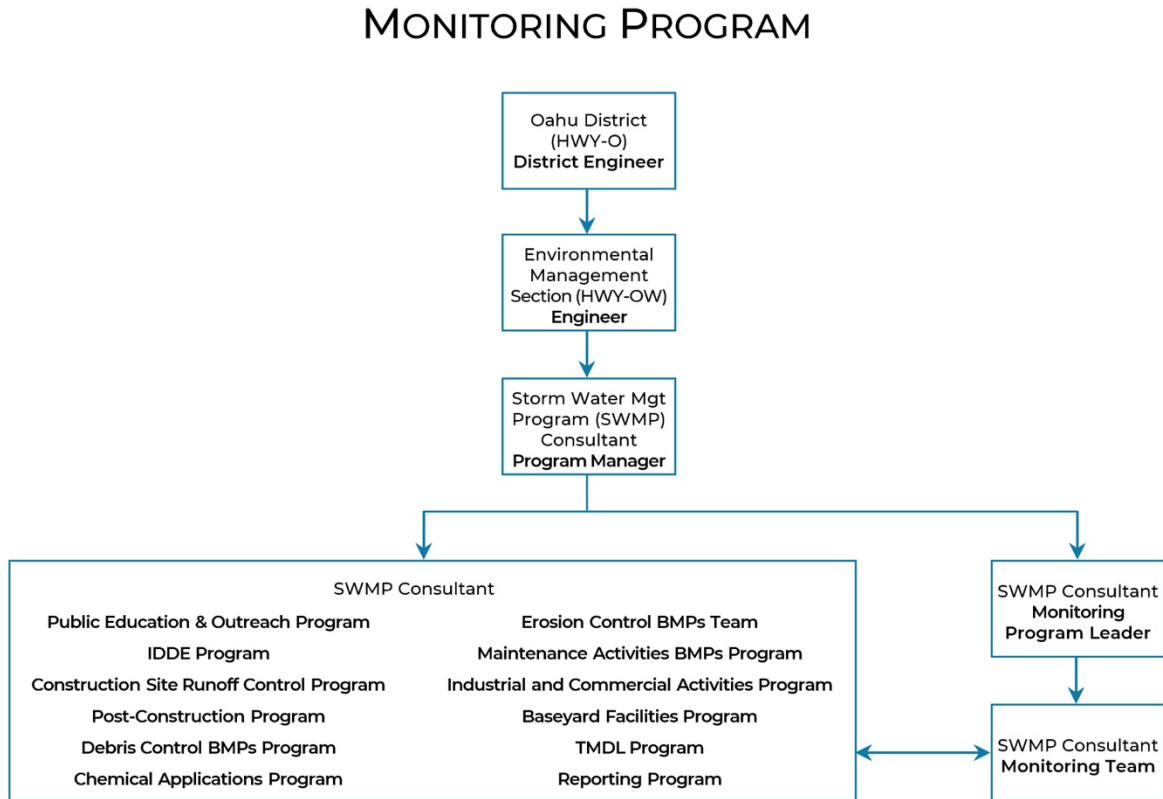 MONITORING PROGRAM
Oahu District
(HWY-O)
District Engineer
Environmental
Management
Section (HWY-OW)
Engineer
Storm Water Mgt
Program (SWMP)
Consultant
Program Manager
SWMP Consultant
Public Education & Outreach Program
IDDE Program
Construction Site Runoff Control Program
Post-Construction Program
Debris Control BMPs Program
Chemical Applications Program
Erosion Control BMPs Team
Maintenance Activities BMPs Program
Industrial and Commercial Activities Program
Baseyard Facilities Program
TMDL Program
Reporting Program
SWMP Consultant
Monitoring
Program Leader
SWMP Consultant
Monitoring Team